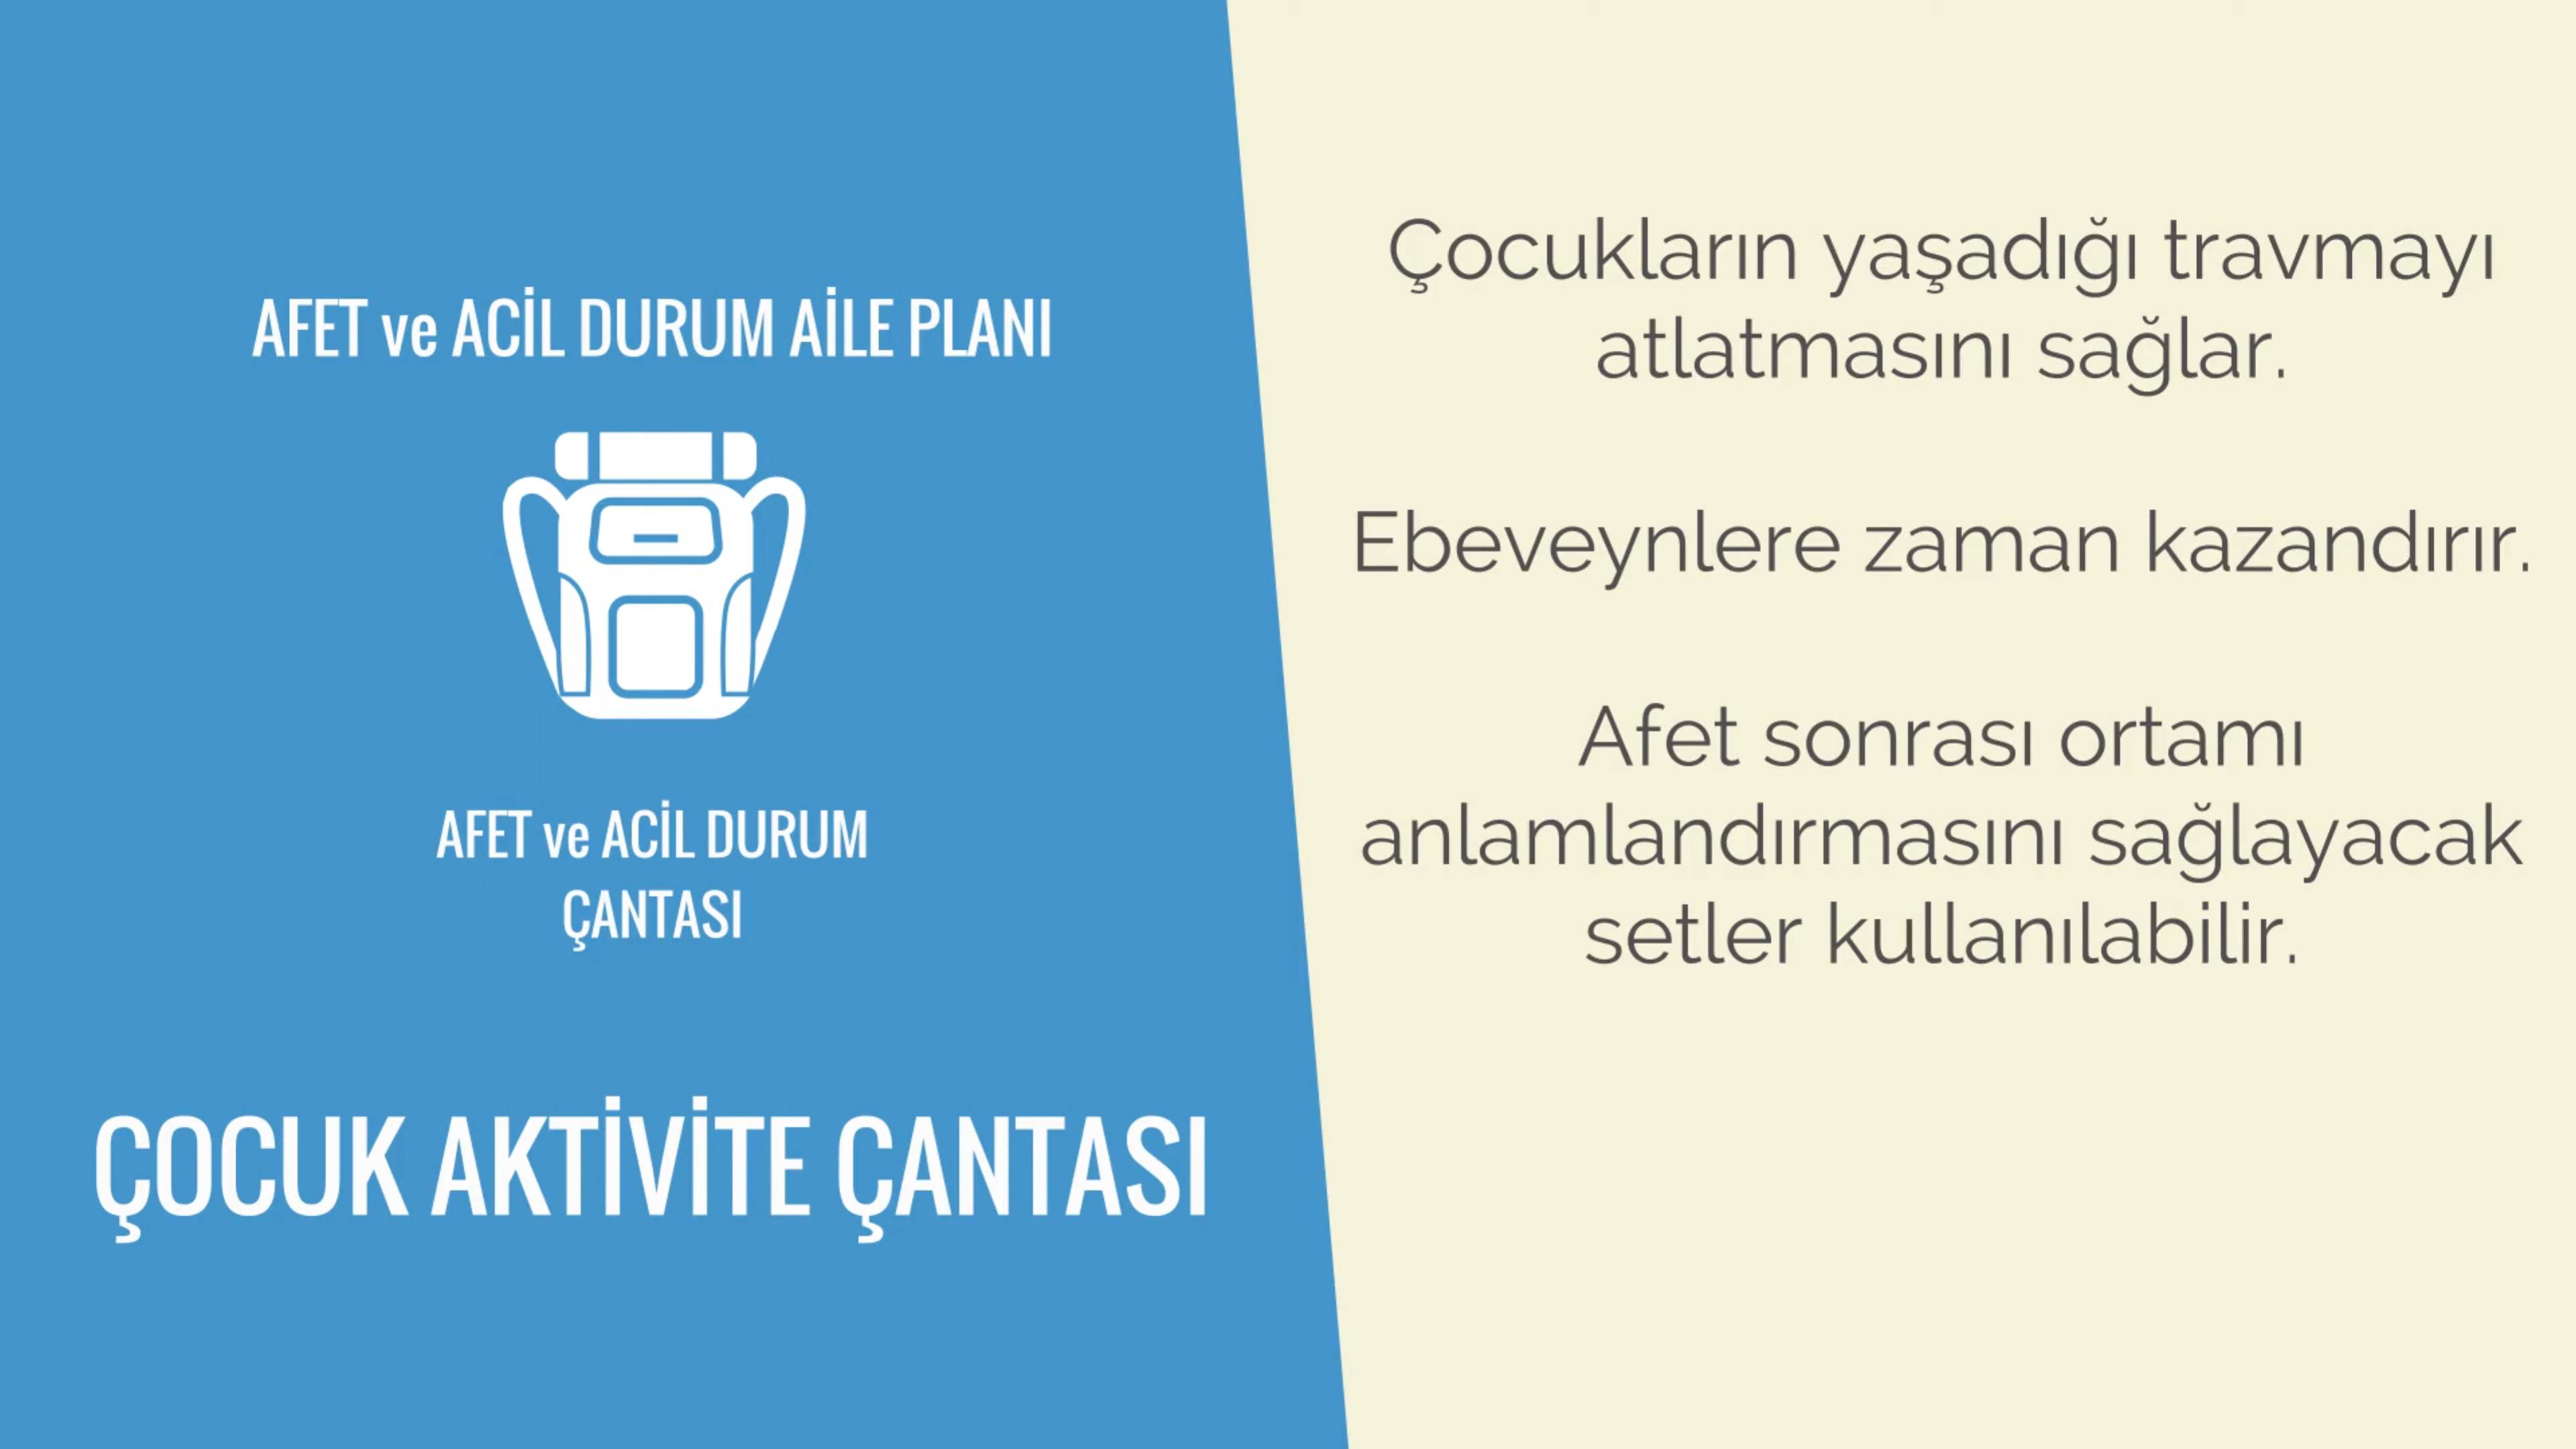 AFET ve ACİL DURUM AİLE PLANI
AFET ve ACİL DURUM
ÇANTASI
ÇOCUK AKTİVİTE ÇANTASI
Çocukların yaşadığı travmayı
atlatmasını sağlar.
Ebeveynlere zaman kazandırır.
Afet sonrası ortamı
anlamlandırmasını sağlayacak
setler kullanılabilir.